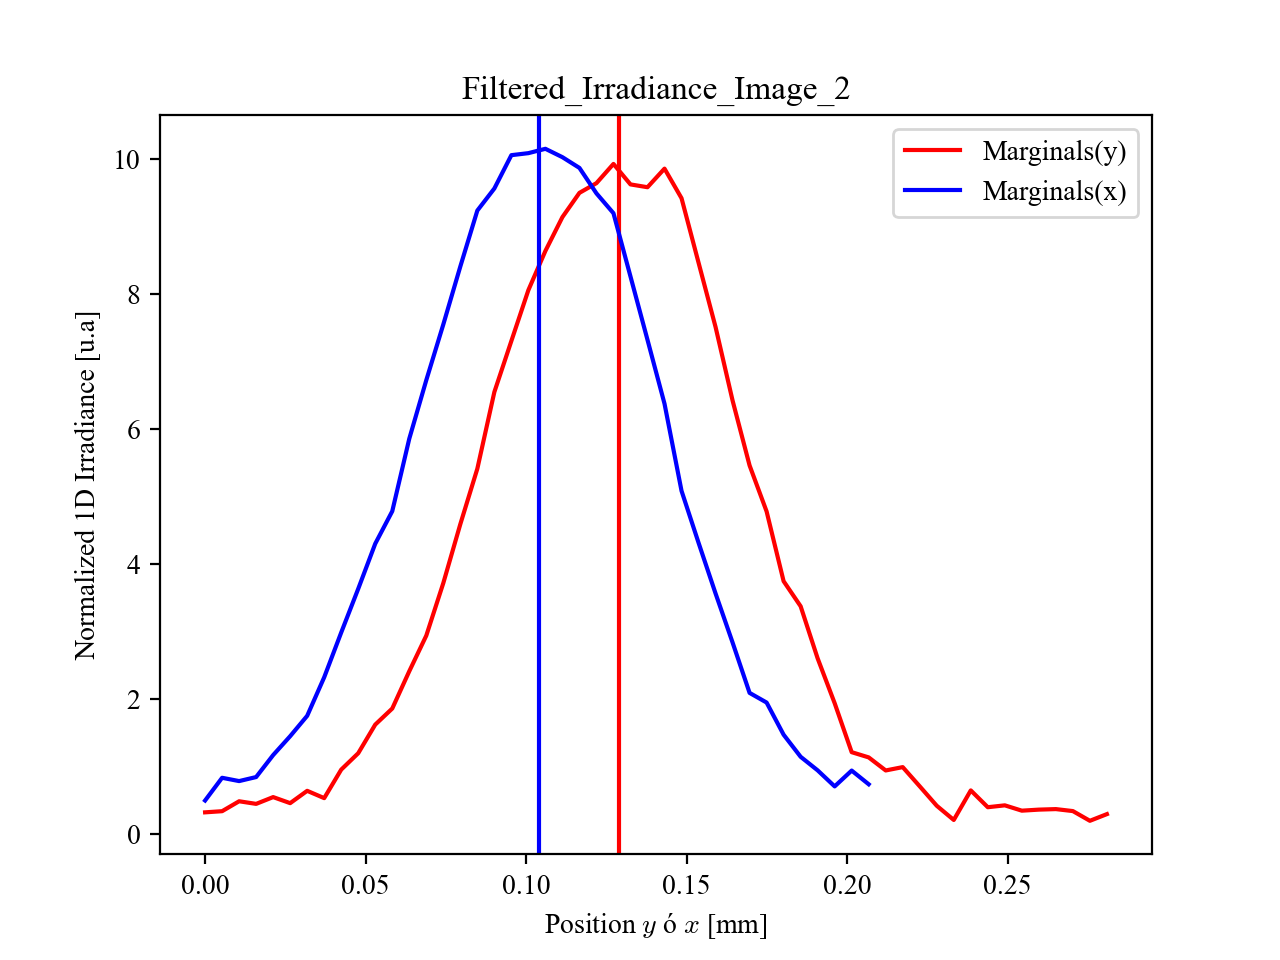 Filtered_Irradiance_Image_2
Marginals(y)
Marginals(x)
Normalized 1D Irradiance [u.a]
10
8
6
4
2
0
0.00 0.05 0.10 0.15 0.20 0.25
Position y ó x [mm]